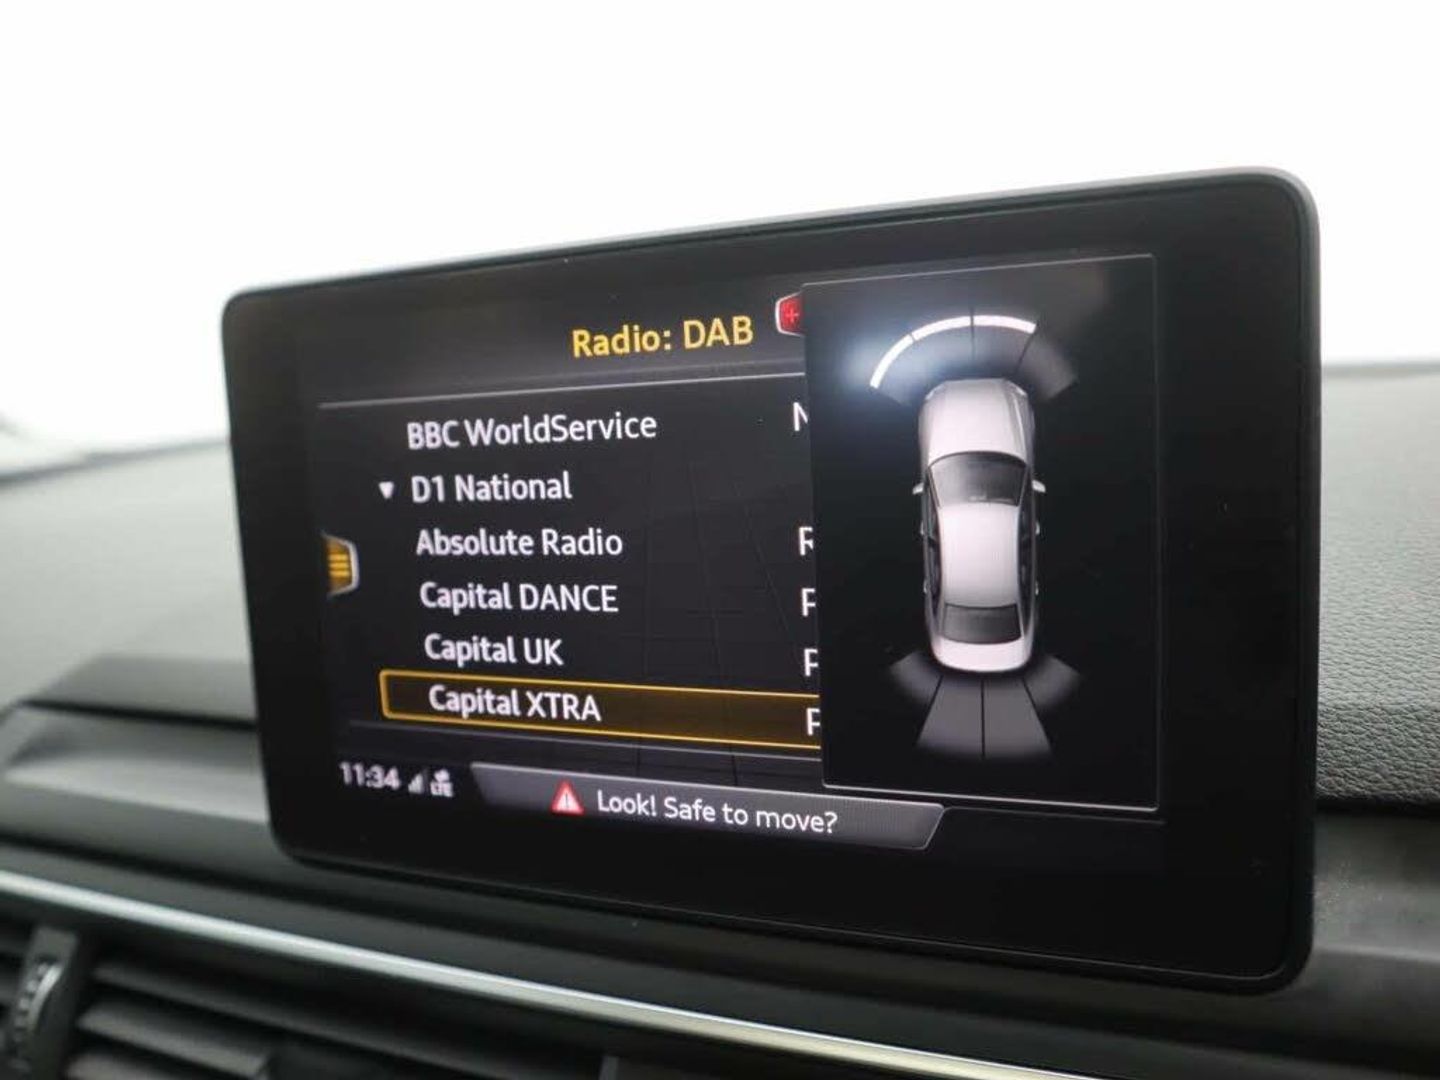 Radio: DAB
BBC WorldService
D1 National
Absolute Radio
Capital DANCE
Capital UK
Capital XTRA
11:34 LTE
Look! Safe to move?